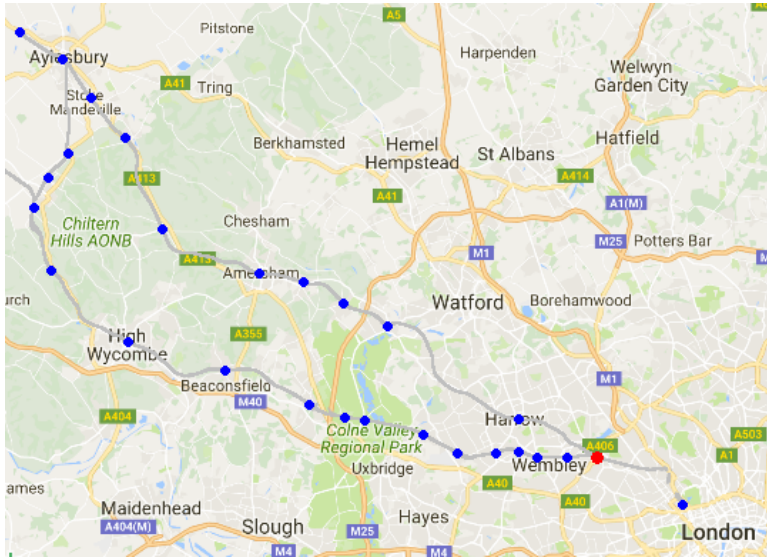 Pitstone
A5
A6
Aylesbury
Harpenden
A41
Tring
Welwyn
Garden City
Stoke
Mandeville
Berkhamsted
Hemel
Hempstead
St Albans
Hatfield
A413
A414
A41
A1(M)
Chesham
Chiltern
Hills AONB
M1
M25
Potters Bar
M
A413
Amersham
urch
Watford
Borehamwood
High
Wycombe
A355
Beaconsfield
M40
M1
A404
Harrow
Colne Valley
Regional Park
A406
A503
Uxbridge
Wembley
A1
A40
ames
A40
Maidenhead
A404(M)
Slough
M25
Hayes
London
M4
M4